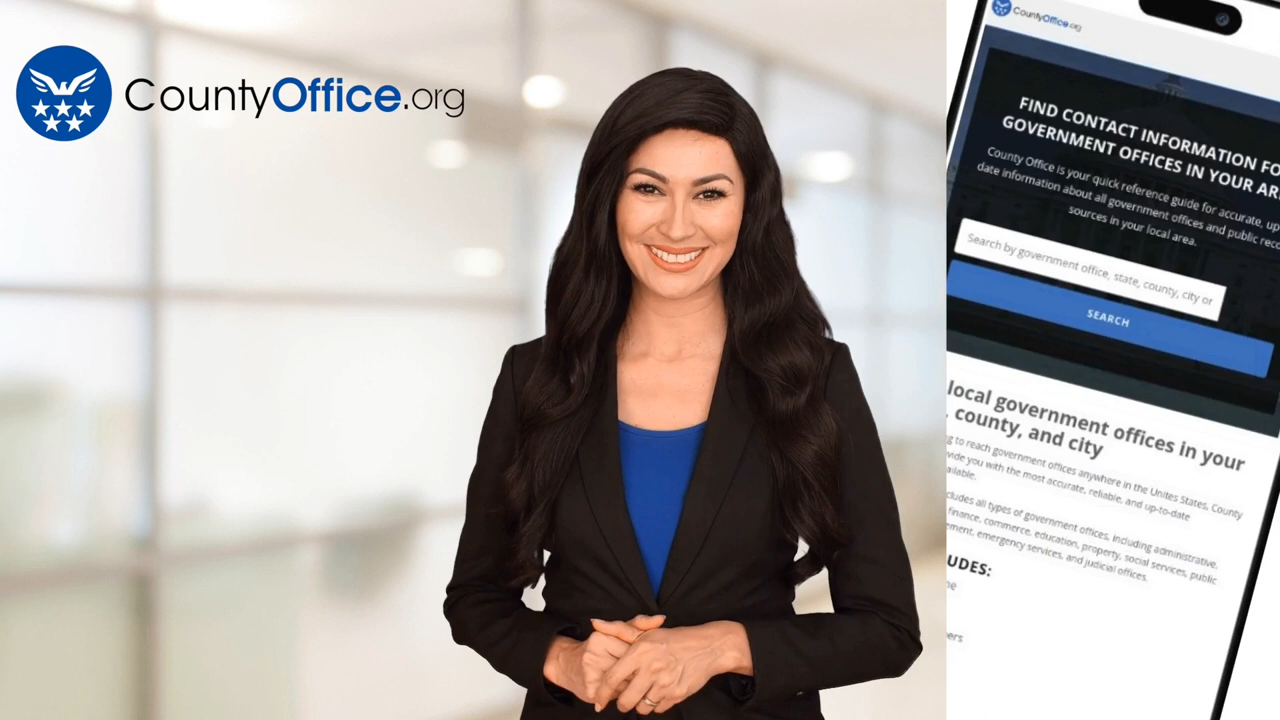 CountyOffice.org
CountyOffice.org
FIND CONTACT INFORMATION FO
GOVERNMENT OFFICES IN YOUR AR
County Office is your quick reference guide for accurate, up
date information about all government offices and public reco
sources in your local area.
Search by government office, state, county, city or
SEARCH
local government offices in your
, county, and city
g to reach government offices anywhere in the Unites States, County
vide you with the most accurate, reliable, and up-to-date
ailable.
cludes all types of government offices, including administrative,
finance, commerce, education, property, social services, public
ement, emergency services, and judicial offices.
UDES:
ne
ers